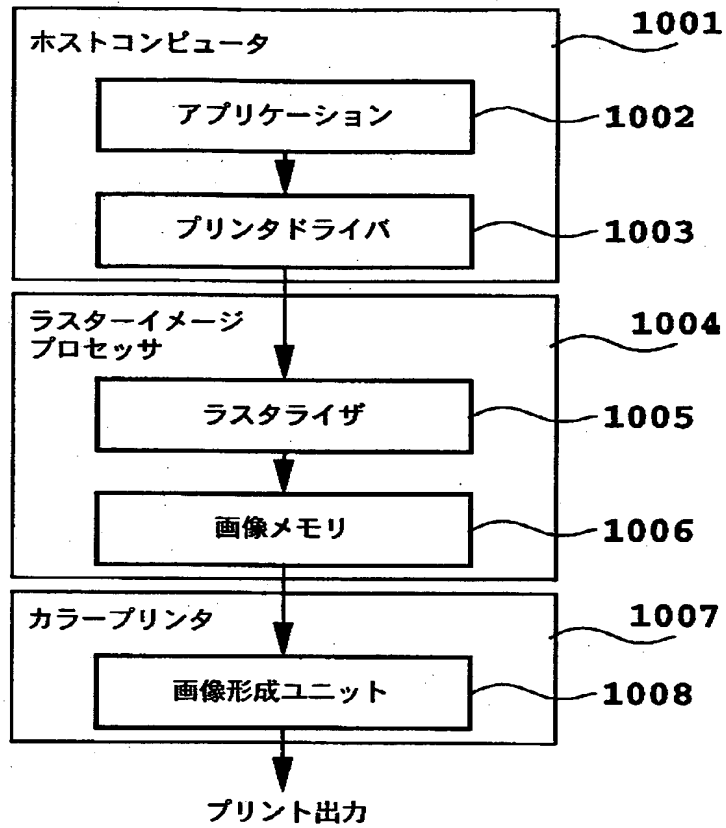 ホストコンピュータ
1001
アプリケーション
1002
プリンタドライバ
1003
ラスターイメージ
プロセッサ
1004
ラスタライザ
1005
画像メモリ
1006
カラープリンタ
1007
画像形成ユニット
1008
プリント出力